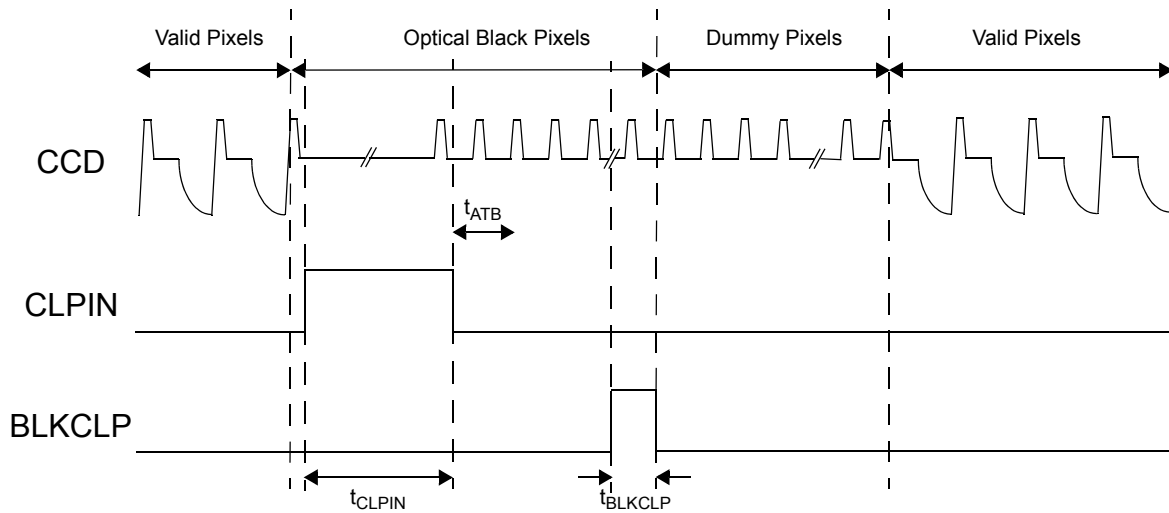 Valid Pixels
Optical Black Pixels
Dummy Pixels
Valid Pixels
CCD
tATB
CLPIN
BLKCLP
tCLPIN
tBLKCLP